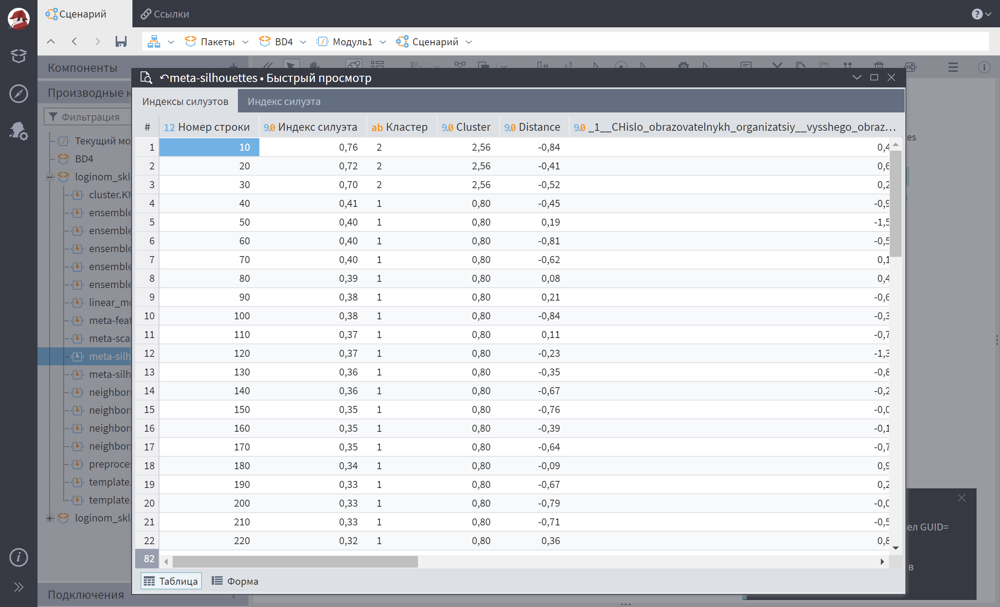 Сценарий
Ссылки
Пакеты BD4 Модуль1 Сценарий
Компоненты
Производные
Фильтрация
Текущий
BD4
meta-silhouettes • Быстрый просмотр
Индексы силуэтов Индекс силуэта
# 12 Номер строки 9.0 Индекс силуэта ab Кластер 9.0 Cluster 9.0 Distance 9.0 _1__CHislo_obrazovatelnykh_organizatsiy__vysshego_obraz...
1 10 0,76 2 2,56 -0,84 0,4
2 20 0,72 2 2,56 -0,41 0,6
3 30 0,70 2 2,56 -0,52 0,2
4 40 0,41 1 0,80 -0,45 -0,9
5 50 0,40 1 0,80 0,19 -1,5
6 60 0,40 1 0,80 -0,81 -0,5
7 70 0,40 1 0,80 -0,62 0,1
8 80 0,39 1 0,80 0,08 0,4
9 90 0,38 1 0,80 0,21 -0,6
10 100 0,38 1 0,80 -0,84 -0,3
11 110 0,37 1 0,80 0,11 -0,7
12 120 0,37 1 0,80 -0,23 -1,3
13 130 0,36 1 0,80 -0,35 -0,8
14 140 0,36 1 0,80 -0,67 -0,2
15 150 0,35 1 0,80 -0,76 -0,0
16 160 0,35 1 0,80 -0,39 -0,1
17 170 0,35 1 0,80 -0,64 -0,7
18 180 0,34 1 0,80 -0,09 0,9
19 190 0,33 1 0,80 -0,67 0,2
20 200 0,33 1 0,80 -0,79 -0,0
21 210 0,33 1 0,80 -0,71 -0,5
22 220 0,32 1 0,80 0,36 0,8
82
Таблица Форма
loginom_skl
cluster.KM
ensemble
ensemble
ensemble
ensemble
ensemble
linear_mo
meta-feat
meta-sca
meta-silh
meta-silh
neighbors
neighbors
neighbors
neighbors
preproces
template.
template.
loginom_skl
Подключения
es
ел GUID=
в